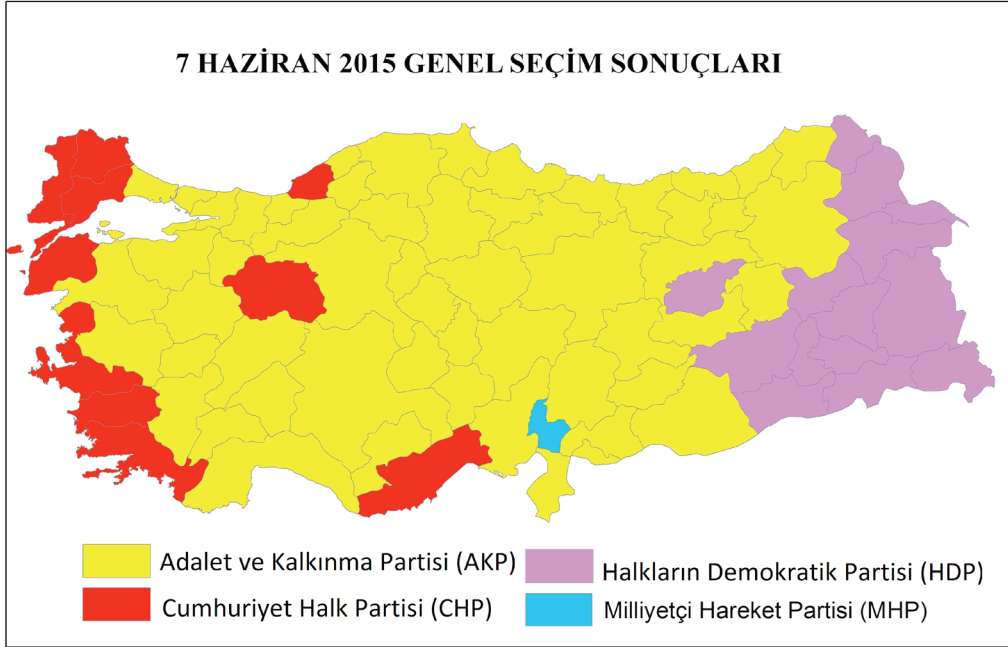 7 HAZİRAN 2015 GENEL SEÇİM SONUÇLARI
Adalet ve Kalkınma Partisi (AKP)
Cumhuriyet Halk Partisi (CHP)
Halkların Demokratik Partisi (HDP)
Milliyetçi Hareket Partisi (MHP)